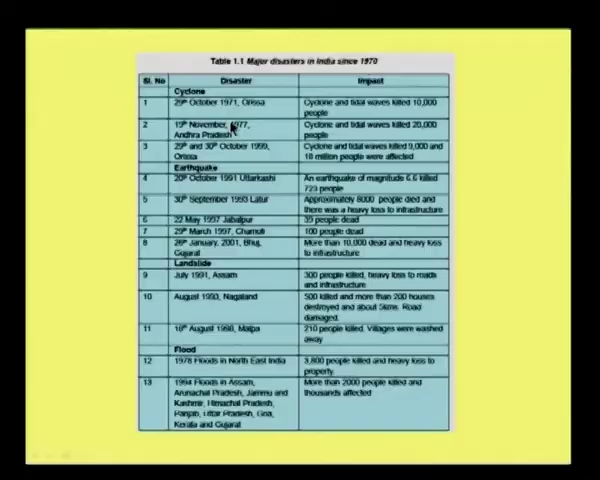 Table 1.1 Major disasters in India since 1970
Sl. No Disaster Impact
Cyclone
1 29th October 1971, Orissa Cyclone and tidal waves killed 10,000
people
2 19th November, 1977, Cyclone and tidal waves killed 20,000
Andhra Pradesh people
3 29th and 30th October 1999, Cyclone and tidal waves killed 9,000 and
Orissa 18 million people were affected
Earthquake
4 20th October 1991 Uttarkashi An earthquake of magnitude 6.6 killed
723 people
5 30th September 1993 Latur Approximately 8000 people died and
there was a heavy loss to infrastructure
6 22 May 1997 Jabalpur 39 people dead
7 29th March 1997, Chamoli 100 people dead
8 26th January, 2001, Bhuj, More than 10,000 dead and heavy loss
Gujarat to infrastructure
Landslide
9 July 1991, Assam 300 people killed, heavy loss to roads
and infrastructure
10 August 1993, Nagaland 500 killed and more than 200 houses
destroyed and about 5kms. Road
damaged.
11 18th August 1998, Malpa 210 people killed. Villages were washed
away
Flood
12 1978 Floods in North East India 3,800 people killed and heavy loss to
property.
13 1994 Floods in Assam, More than 2000 people killed and
Arunachal Pradesh, Jammu and thousands affected
Kashmir, Himachal Pradesh,
Panjab, Uttar Pradesh, Goa,
Kerala and Gujarat